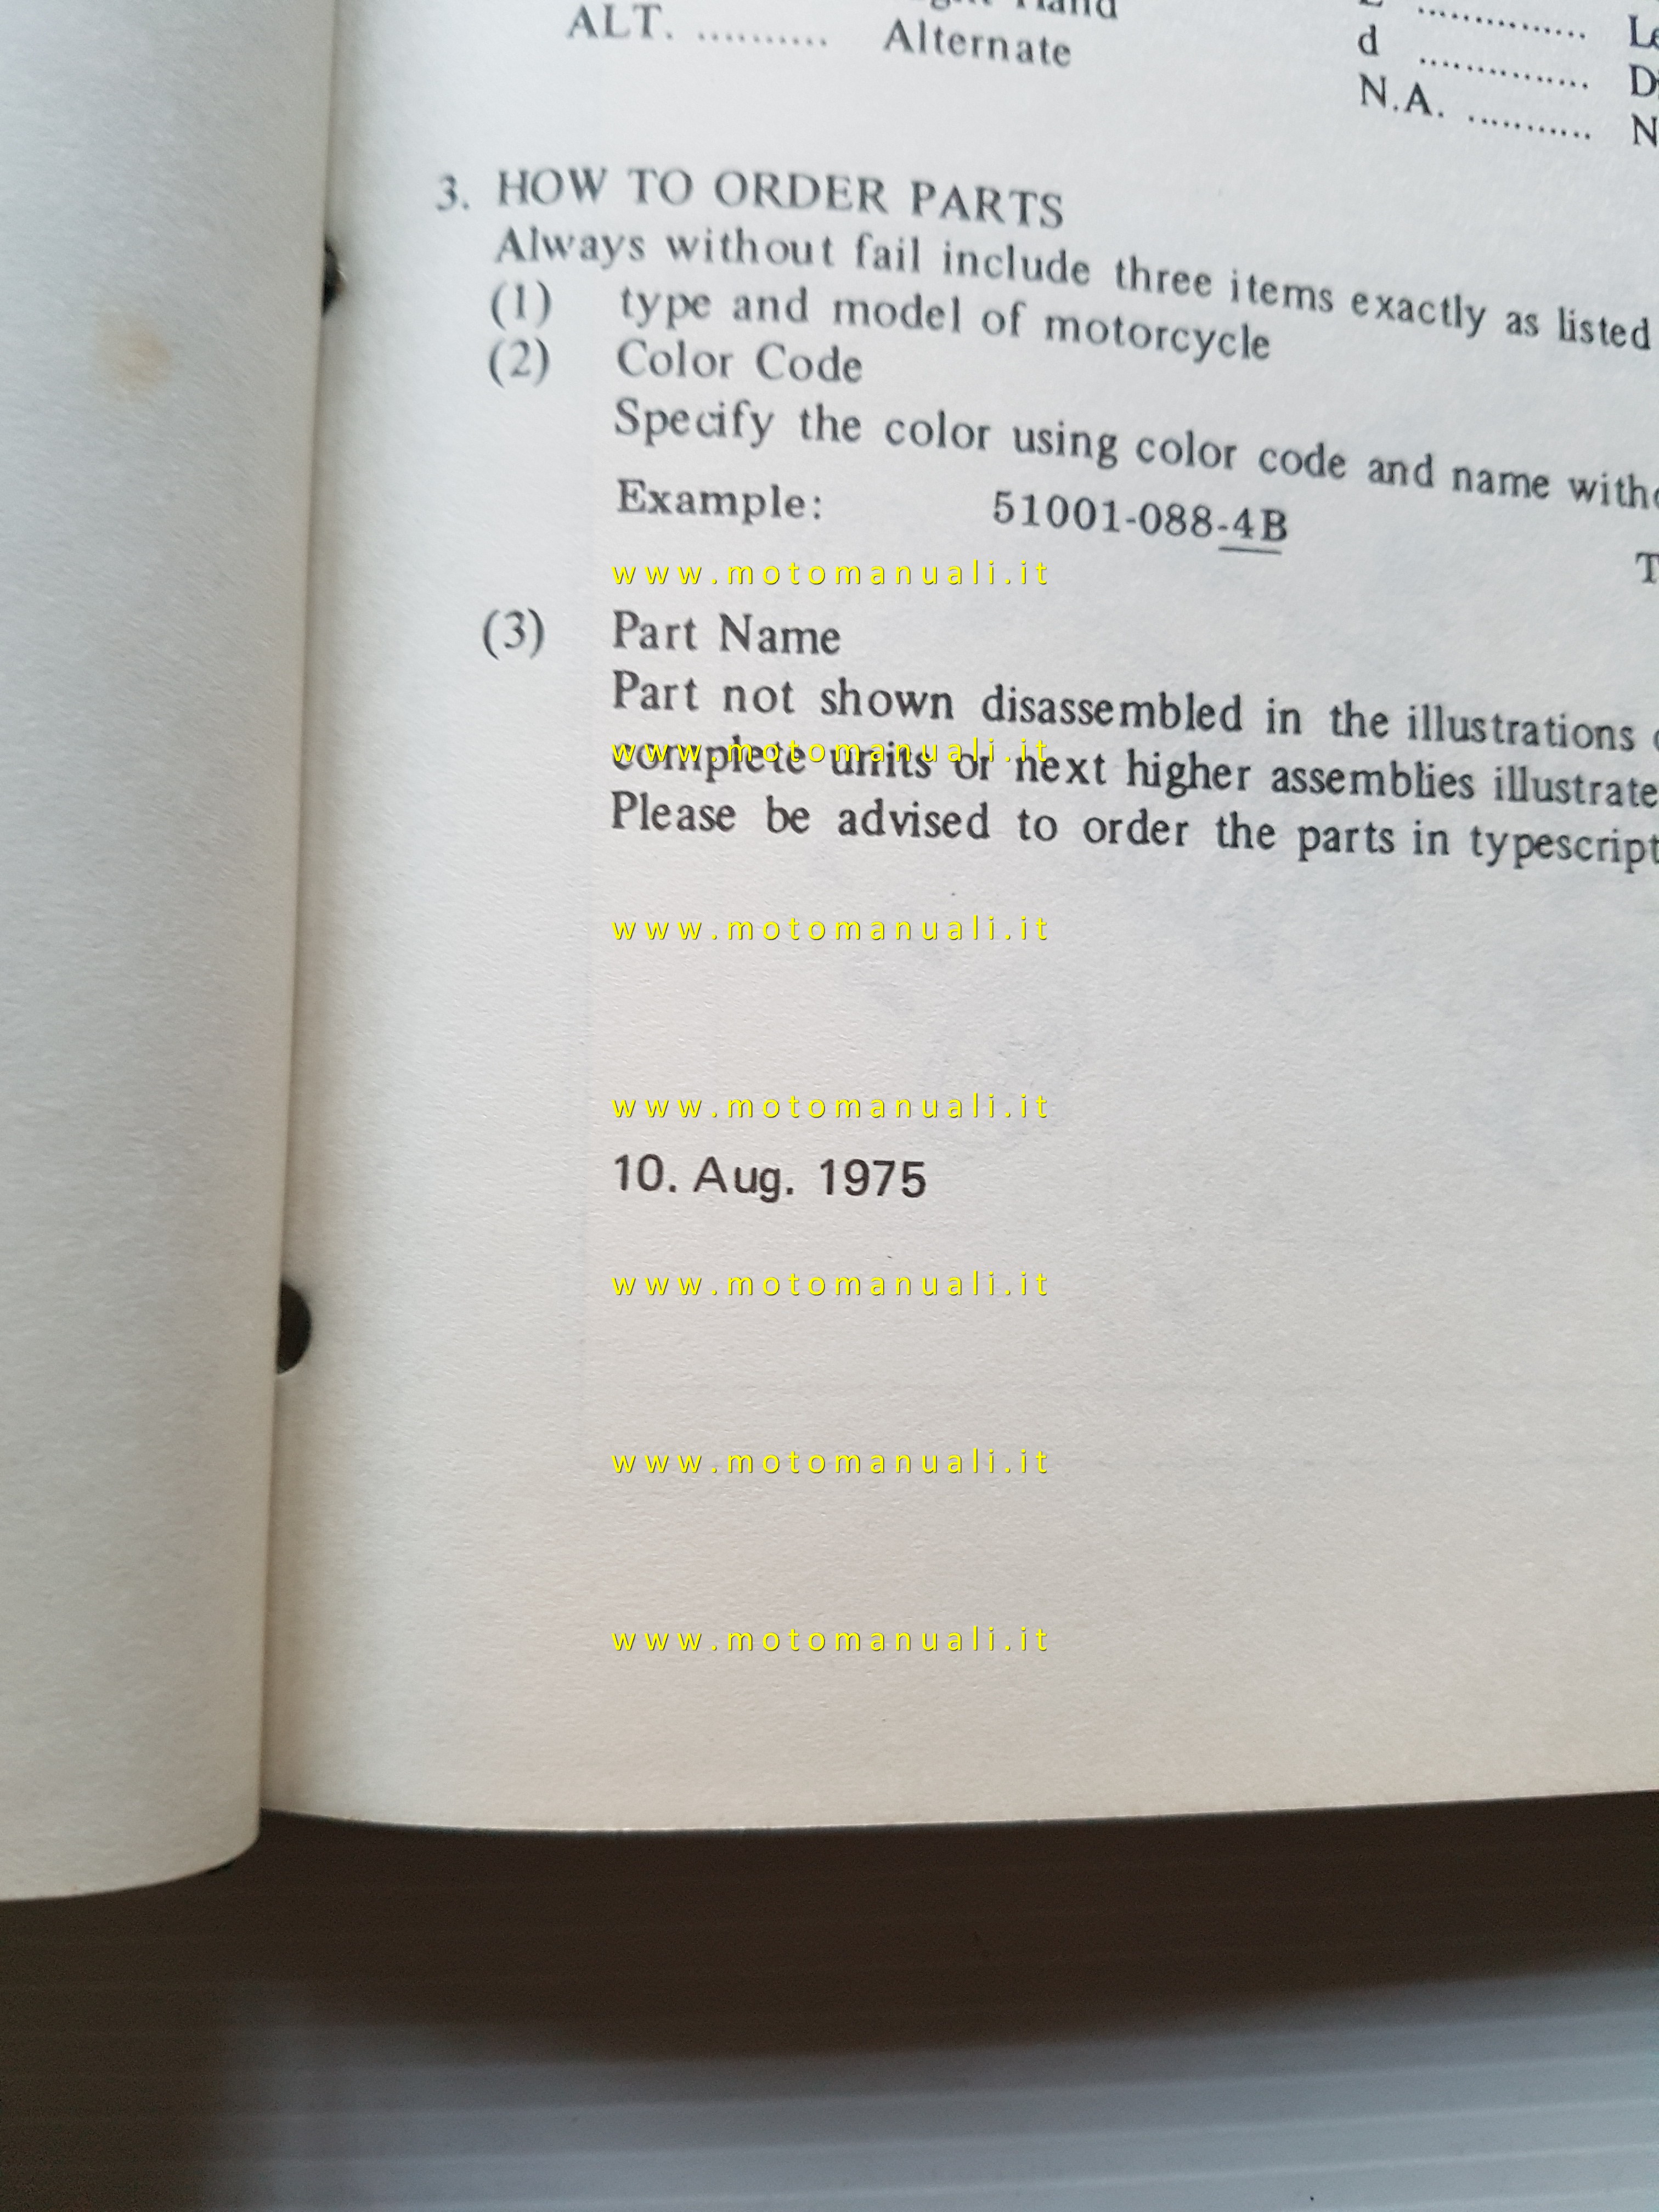 Hand
ALT. .......... Alternate
d ...............
N.A. ...........
3. HOW TO ORDER PARTS
Always without fail include three items exactly as listed
(1) type and model of motorcycle
(2) Color Code
Specify the color using color code and name
Example: 51001-088-4B
www.motomanuali.it
(3) Part Name
Part not shown disassembled in the illustrations
www.motomanuali.it
complete units or next higher assemblies
Please be advised to order the parts in typescript
www.motomanuali.it
www.motomanuali.it
10. Aug. 1975
www.motomanuali.it
www.motomanuali.it
www.motomanuali.it